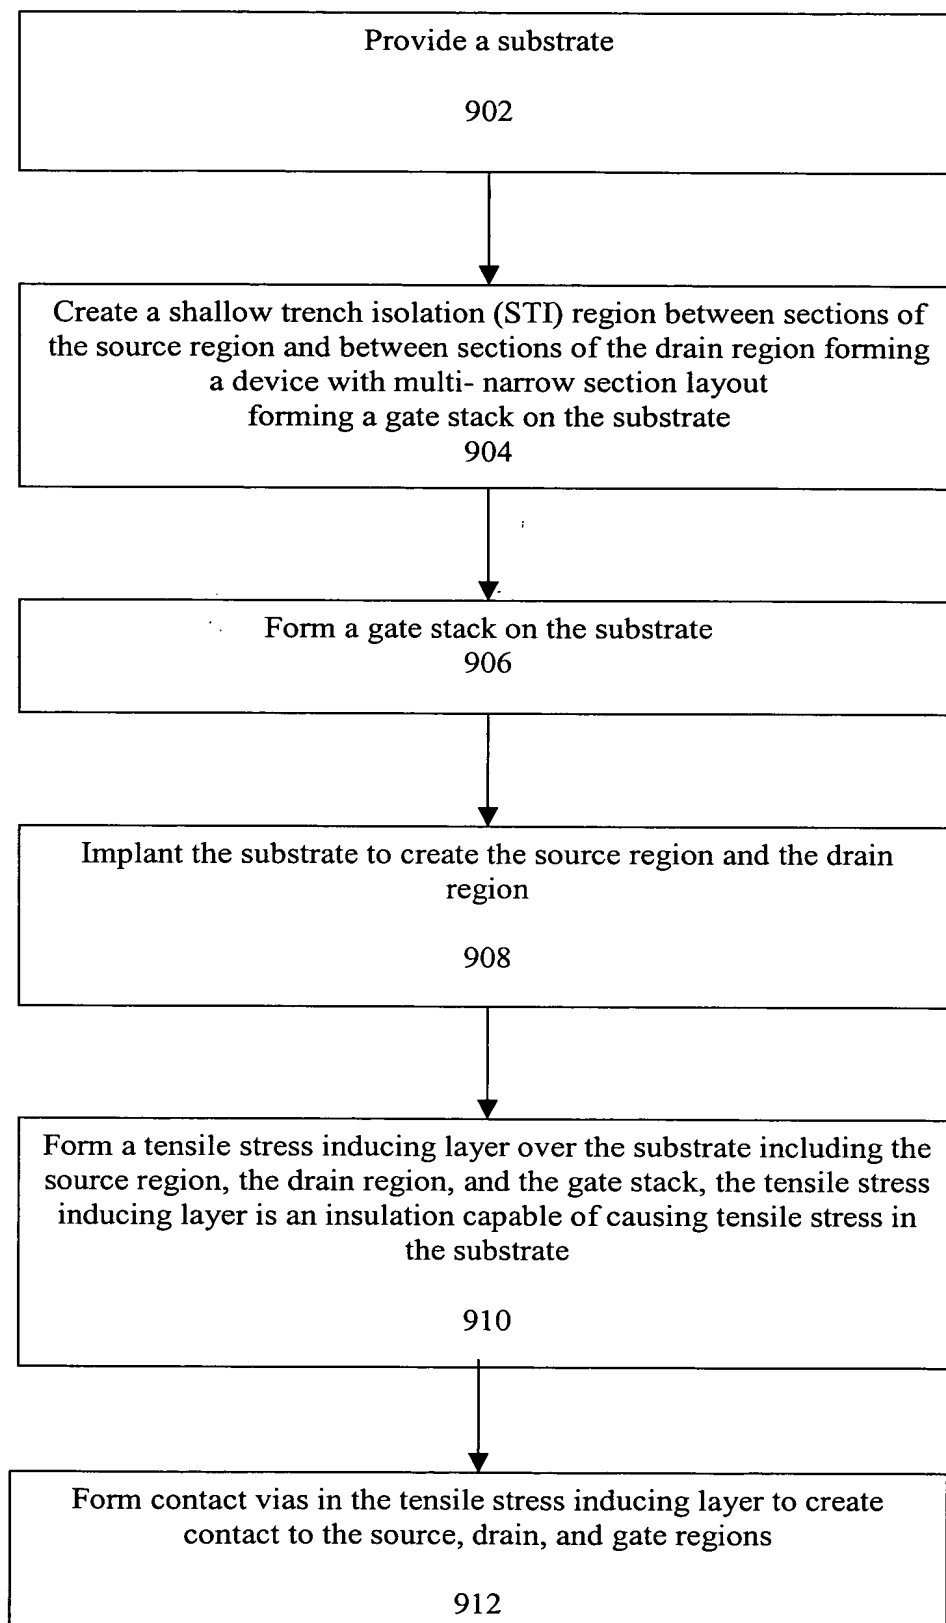 Provide a substrate
902
Create a shallow trench isolation (STI) region between sections of
the source region and between sections of the drain region forming
a device with multi- narrow section layout
forming a gate stack on the substrate
904
Form a gate stack on the substrate
906
Implant the substrate to create the source region and the drain
region
908
Form a tensile stress inducing layer over the substrate including the
source region, the drain region, and the gate stack, the tensile stress
inducing layer is an insulation capable of causing tensile stress in
the substrate
910
Form contact vias in the tensile stress inducing layer to create
contact to the source, drain, and gate regions
912